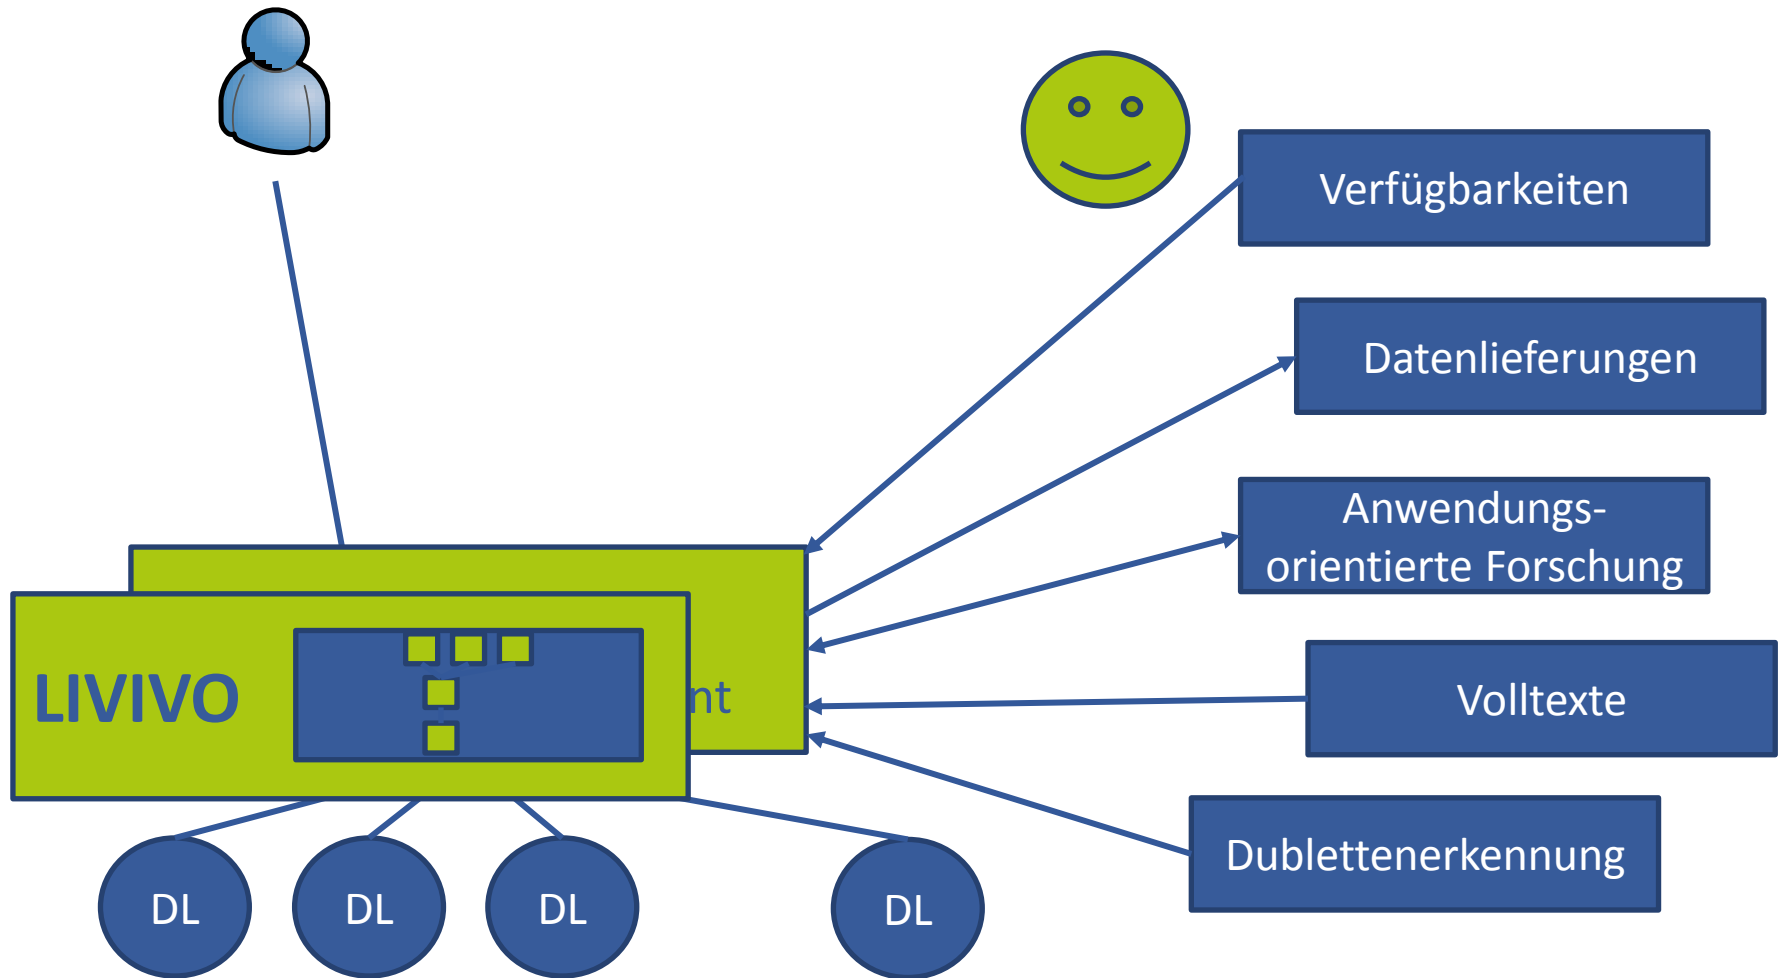 Verfügbarkeiten
Datenlieferungen
Anwendungs-
orientierte Forschung
LIVIVO
nt
Volltexte
Dublettenerkennung
DL
DL
DL
DL